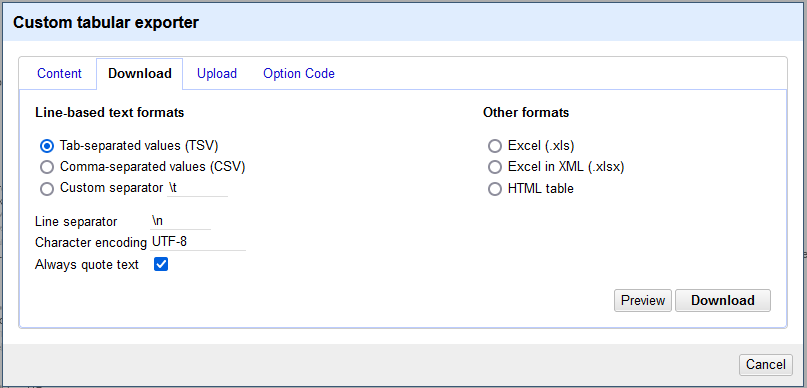 Custom tabular exporter
Content Download Upload Option Code
Line-based text formats
Tab-separated values (TSV)
Comma-separated values (CSV)
Custom separator \t
Line separator \n
Character encoding UTF-8
Always quote text
Other formats
Excel (.xls)
Excel in XML (.xlsx)
HTML table
Preview Download
Cancel